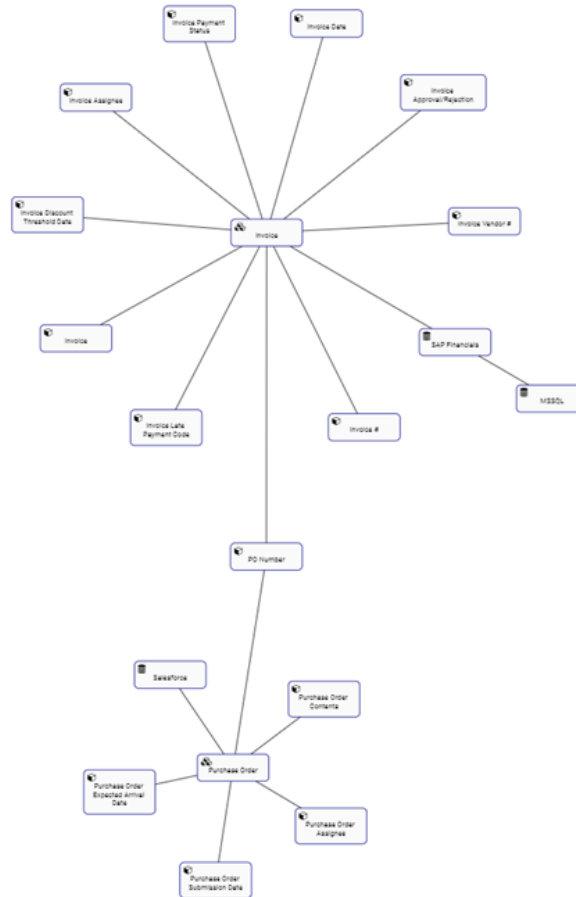 Invoice Payment
Status
Invoice Date
Invoice Assignee
Invoice
Approval/Rejection
Invoice Discount
Threshold Date
Invoice Vendor #
Invoice
Invoice
SAP Financials
MSSQL
Invoice Late
Payment Code
Invoice #
PO Number
Salesforce
Purchase Order
Contents
Purchase Order
Purchase Order
Expected Arrival
Date
Purchase Order
Assignee
Purchase Order
Submission Date